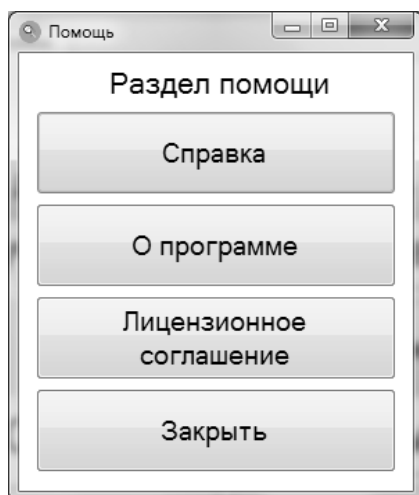 Помощь
Раздел помощи
Справка
О программе
Лицензионное
соглашение
Закрыть